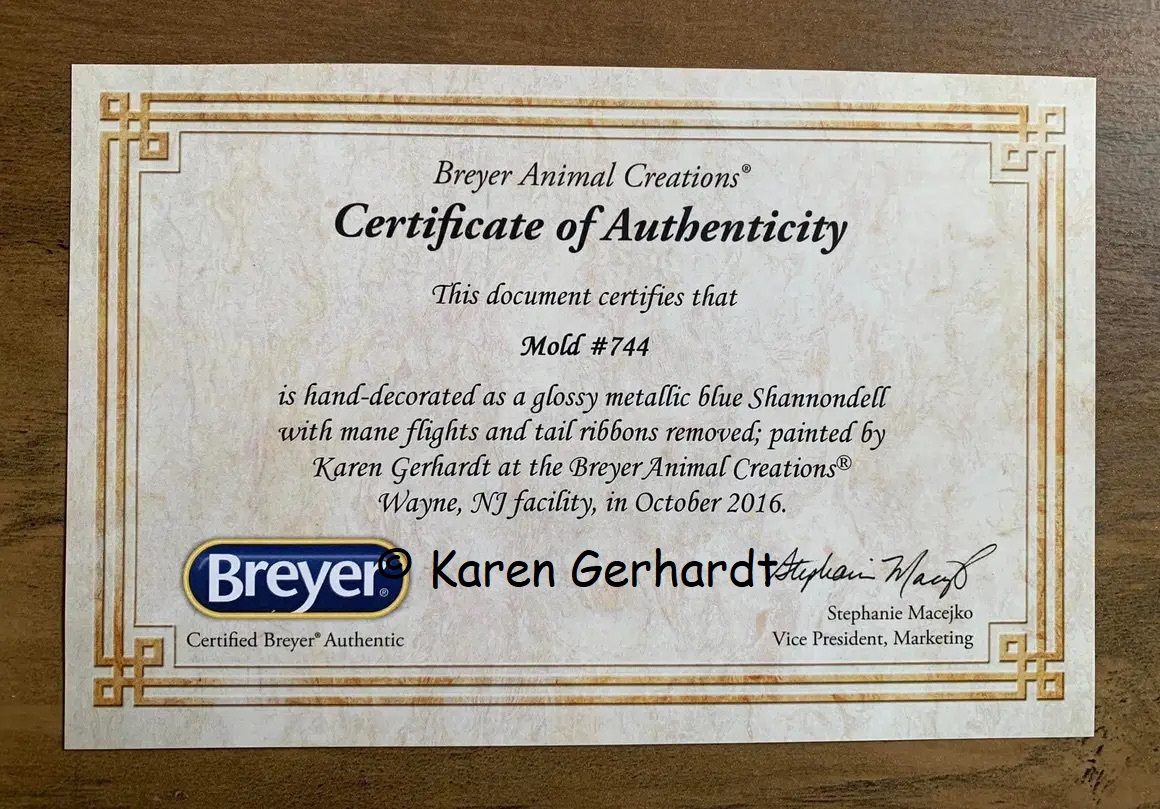 Breyer Animal Creations®
Certificate of Authenticity
This document certifies that
Mold #744
is hand-decorated as a glossy metallic blue Shannondell
with mane flights and tail ribbons removed; painted by
Karen Gerhardt at the Breyer Animal Creations®
Wayne, NJ facility, in October 2016.
Breyer®
© Karen Gerhardt
Stephanie Macejko
Certified Breyer® Authentic
Stephanie Macejko
Vice President, Marketing